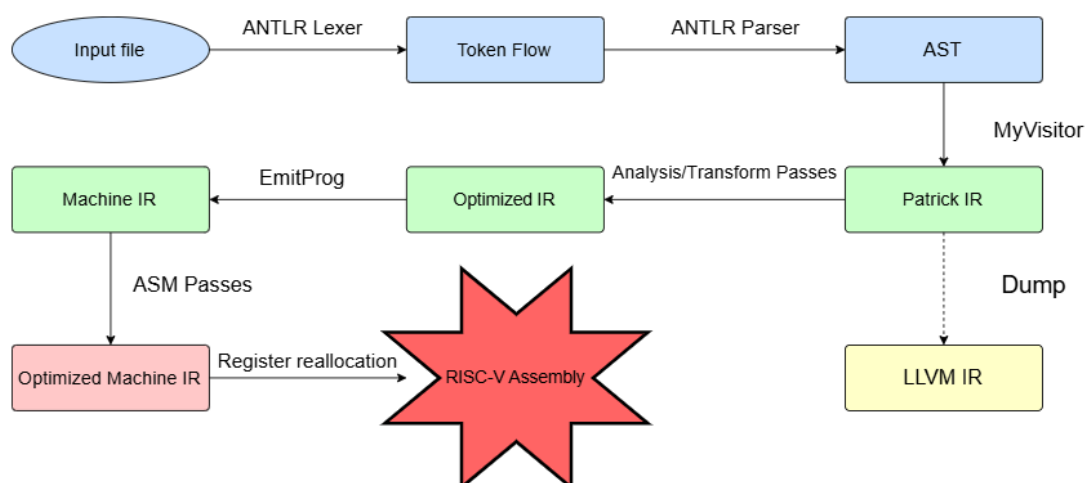 Input file
ANTLR Lexer
Token Flow
ANTLR Parser
AST
MyVisitor
Machine IR
EmitProg
Optimized IR
Analysis/Transform Passes
Patrick IR
ASM Passes
Dump
Optimized Machine IR
Register reallocation
RISC-V Assembly
LLVM IR